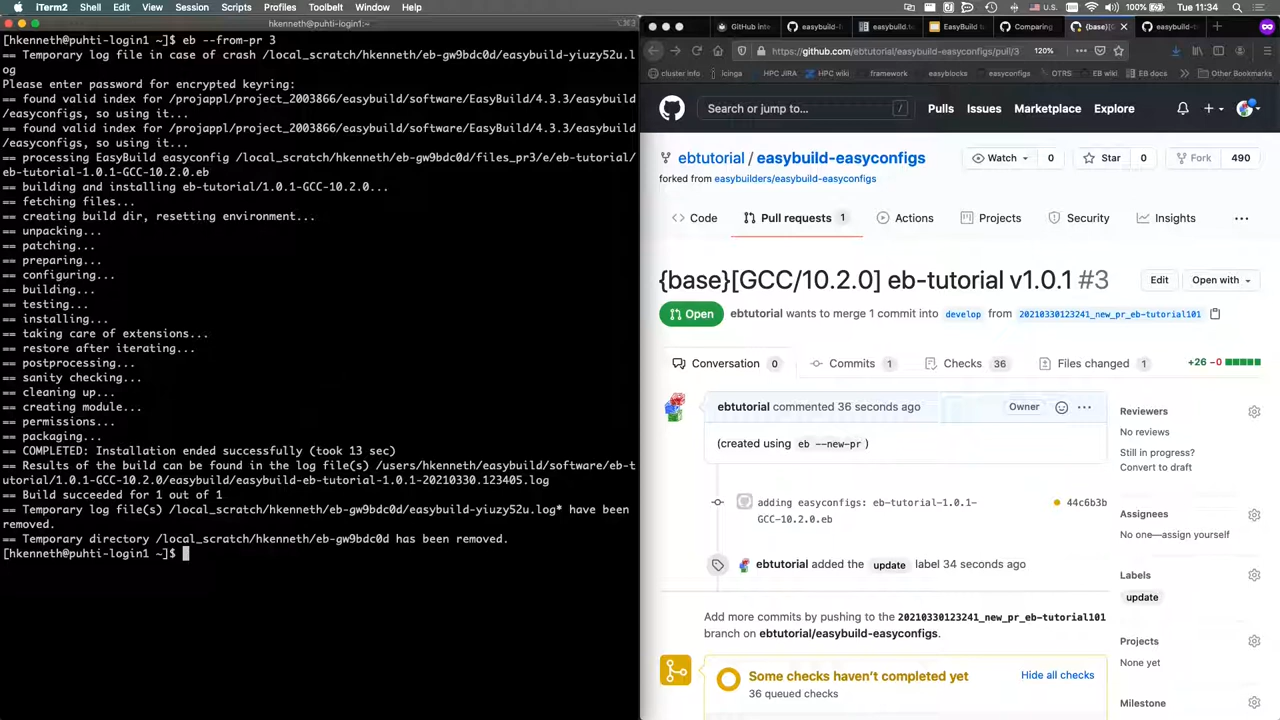 iTerm2 Shell Edit View Session Scripts Profiles Toolbelt Window Help
U.S. 100% Tue 11:34
hkenneth@puhti-login1:~
[hkenneth@puhti-login1 ~]$ eb --from-pr 3
== Temporary log file in case of crash /local_scratch/hkenneth/eb-gw9bdc0d/easybuild-yiuzy52u.l
og
Please enter password for encrypted keyring:
== found valid index for /projappl/project_2003866/easybuild/software/EasyBuild/4.3.3/easybuild
/easyconfigs, so using it...
== found valid index for /projappl/project_2003866/easybuild/software/EasyBuild/4.3.3/easybuild
/easyconfigs, so using it...
== processing EasyBuild easyconfig /local_scratch/hkenneth/eb-gw9bdc0d/files_pr3/e/eb-tutorial/
eb-tutorial-1.0.1-GCC-10.2.0.eb
== building and installing eb-tutorial/1.0.1-GCC-10.2.0...
== fetching files...
== creating build dir, resetting environment...
== unpacking...
== patching...
== preparing...
== configuring...
== building...
== testing...
== installing...
== taking care of extensions...
== restore after iterating...
== postprocessing...
== sanity checking...
== cleaning up...
== creating module...
== permissions...
== packaging...
== COMPLETED: Installation ended successfully (took 13 sec)
== Results of the build can be found in the log file(s) /users/hkenneth/easybuild/software/eb-t
utorial/1.0.1-GCC-10.2.0/easybuild/easybuild-eb-tutorial-1.0.1-20210330.123405.log
== Build succeeded for 1 out of 1
== Temporary log file(s) /local_scratch/hkenneth/eb-gw9bdc0d/easybuild-yiuzy52u.log* have been
removed.
== Temporary directory /local_scratch/hkenneth/eb-gw9bdc0d has been removed.
[hkenneth@puhti-login1 ~]$
GitHub inte easybuild-f easybuild.t EasyBuild tu Comparing {base}[G easybuild-t
https://github.com/ebtutorial/easybuild-easyconfigs/pull/3 120%
cluster info icinga HPC JIRA HPC wiki framework easyblocks easyconfigs OTRS EB wiki EB docs Other Bookmarks
Search or jump to... /
Pulls Issues Marketplace Explore
ebtutorial / easybuild-easyconfigs
Watch 0 Star 0 Fork 490
forked from easybuilders/easybuild-easyconfigs
Code Pull requests 1 Actions Projects Security Insights ...
{base}[GCC/10.2.0] eb-tutorial v1.0.1 #3
Edit Open with
Open ebtutorial wants to merge 1 commit into develop from 20210330123241_new_pr_eb-tutorial101
Conversation 0 Commits 1 Checks 36 Files changed 1 +26 −0
ebtutorial commented 36 seconds ago Owner ...
(created using eb --new-pr )
adding easyconfigs: eb-tutorial-1.0.1-
GCC-10.2.0.eb
44c6b3b
ebtutorial added the update label 34 seconds ago
Add more commits by pushing to the 20210330123241_new_pr_eb-tutorial101
branch on ebtutorial/easybuild-easyconfigs.
Some checks haven't completed yet Hide all checks
36 queued checks
Reviewers
No reviews
Still in progress?
Convert to draft
Assignees
No one—assign yourself
Labels
update
Projects
None yet
Milestone